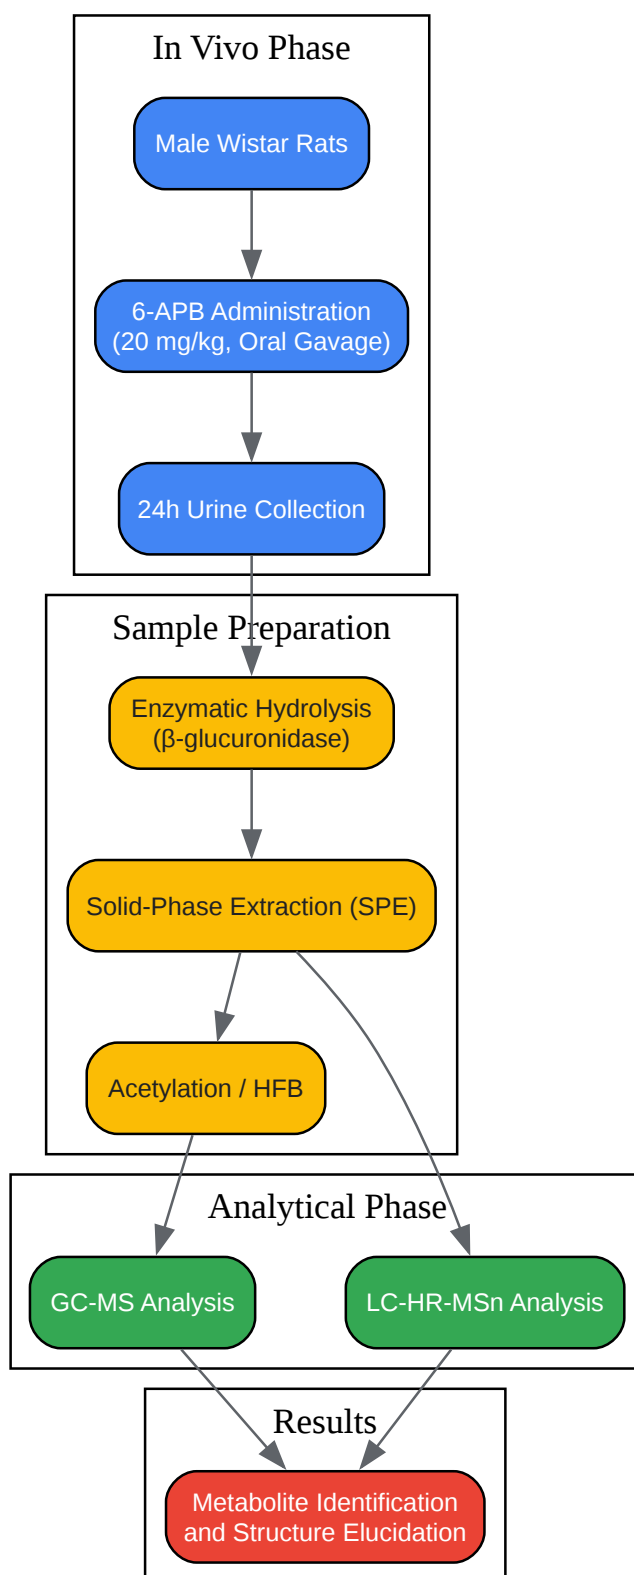 In Vivo Phase
Male Wistar Rats
6-APB Administration
(20 mg/kg, Oral Gavage)
24h Urine Collection
Sample Preparation
Enzymatic Hydrolysis
(β-glucuronidase)
Solid-Phase Extraction (SPE)
Acetylation / HFB
Analytical Phase
GC-MS Analysis
LC-HR-MSn Analysis
Results
Metabolite Identification
and Structure Elucidation